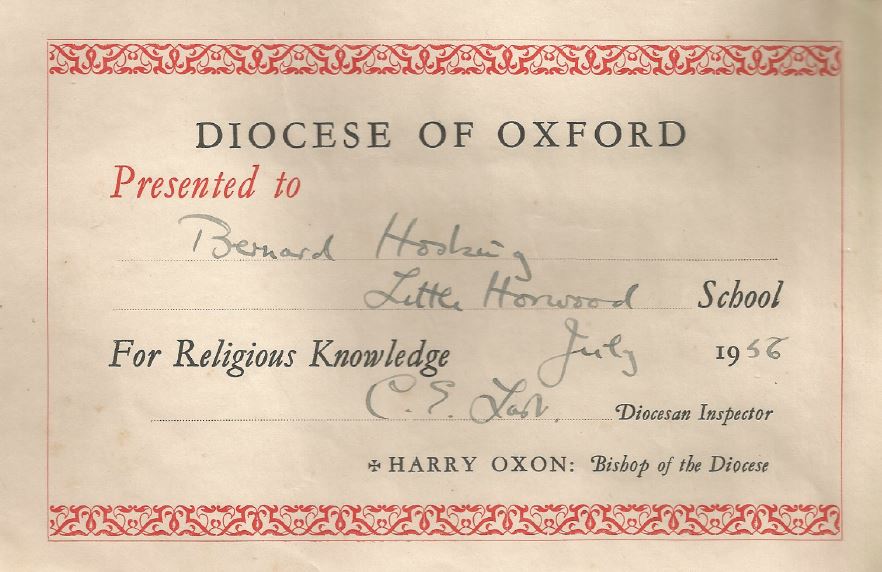 DIOCESE OF OXFORD
Presented to
Bernard Hosking
Little Horwood School
For Religious Knowledge July 1956
C. E. Last. Diocesan Inspector
✠ HARRY OXON: Bishop of the Diocese